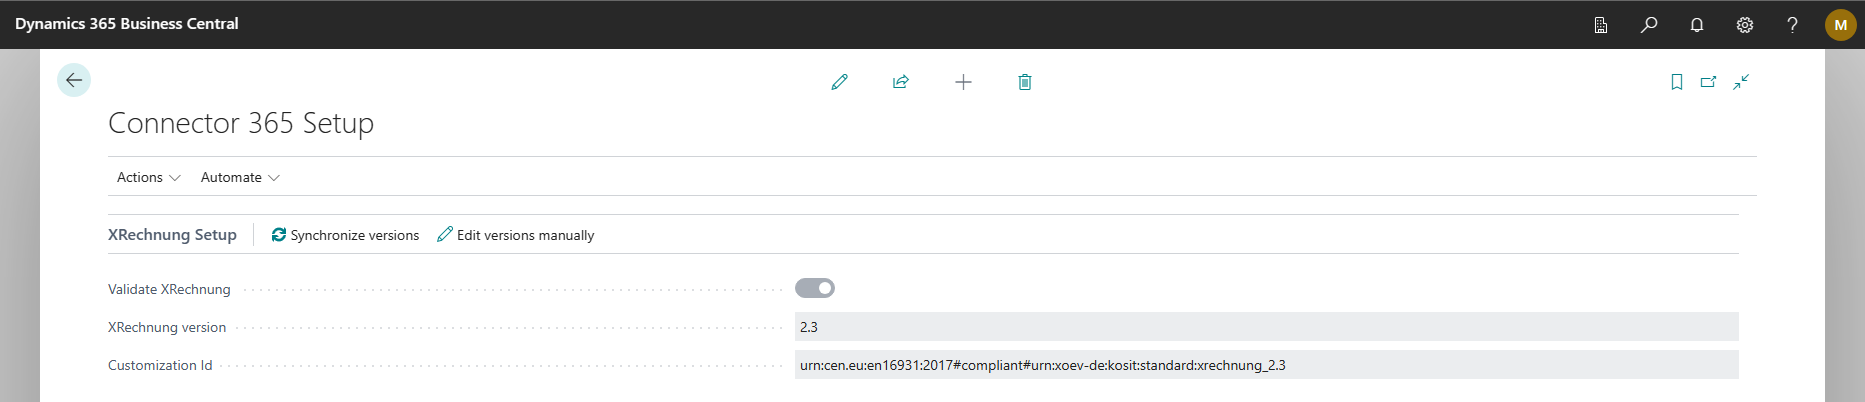 Dynamics 365 Business Central
M
Connector 365 Setup
Actions Automate
XRechnung Setup Synchronize versions Edit versions manually
Validate XRechnung
XRechnung version 2.3
Customization Id urn:cen.eu:en16931:2017#compliant#urn:xoev-de:kosit:standard:xrechnung_2.3